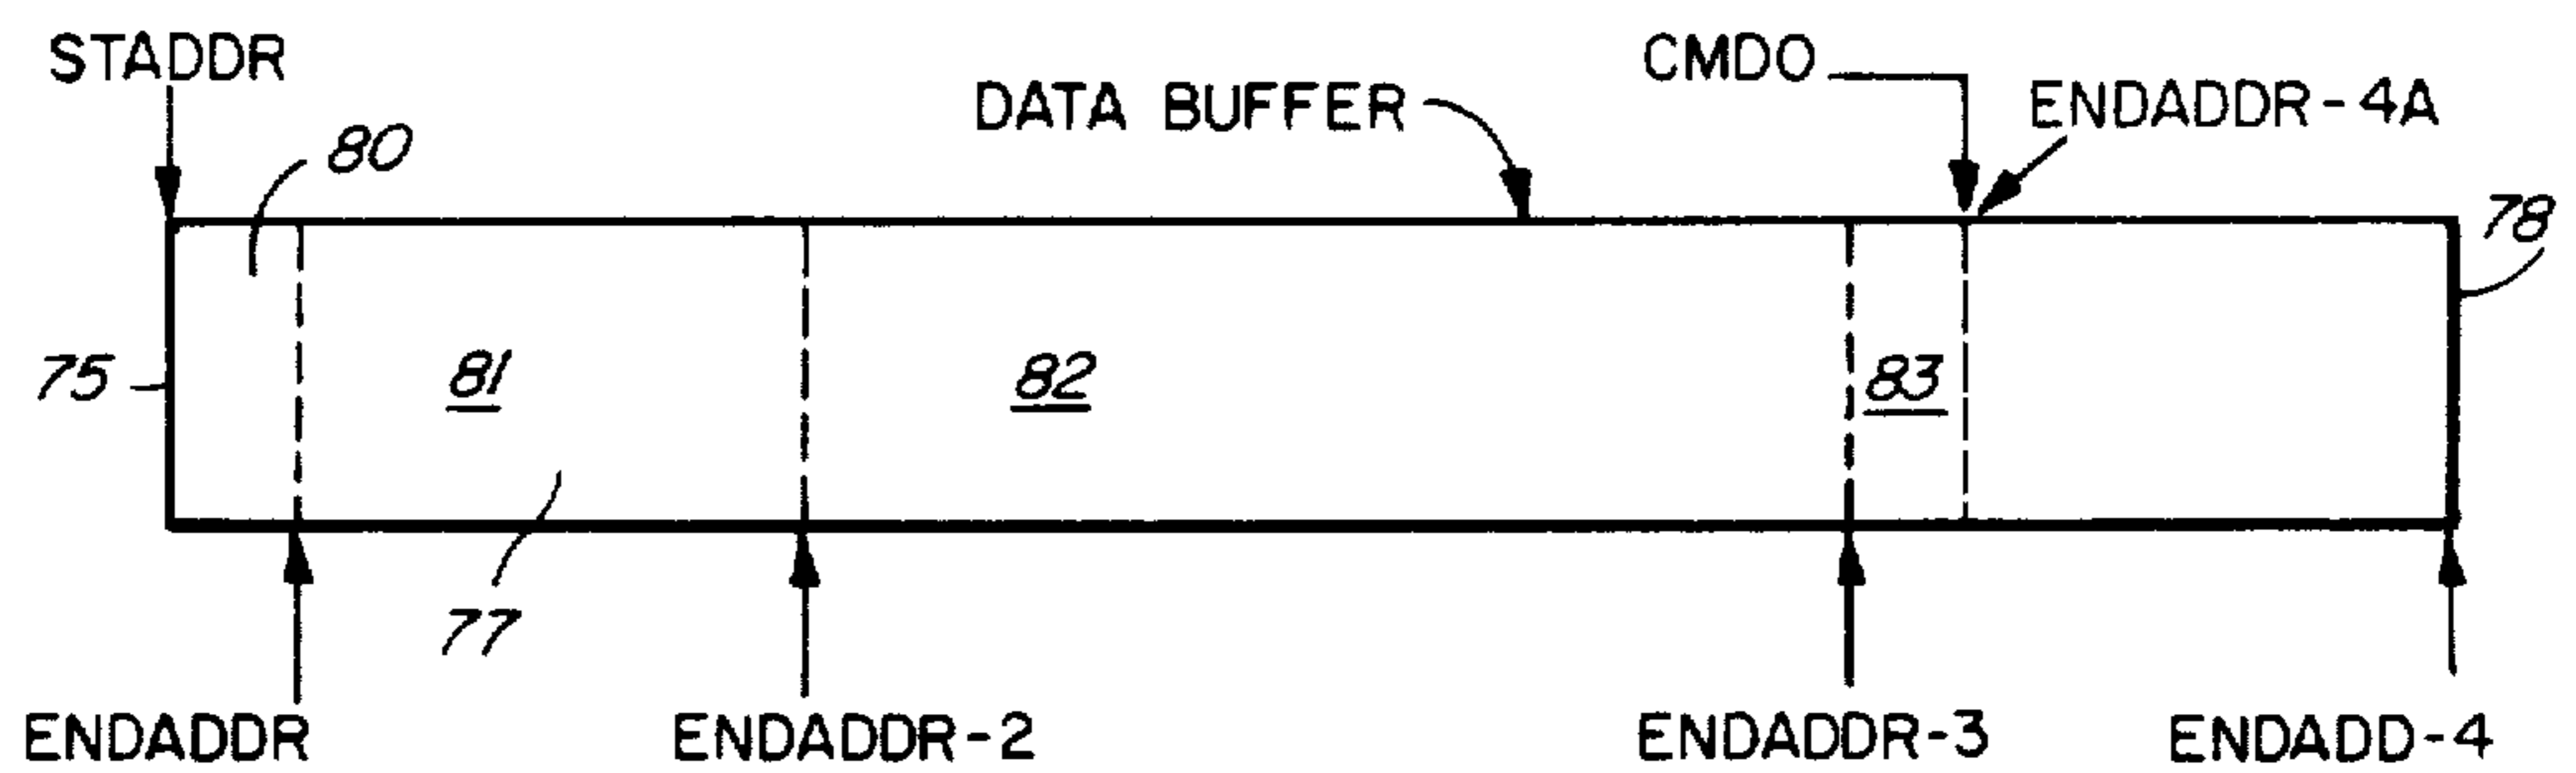 STADDR
CMDO
DATA BUFFER
ENDADDR-4A
80
78
75
81
82
83
77
ENDADDR
ENDADDR-2
ENDADDR-3
ENDADD-4